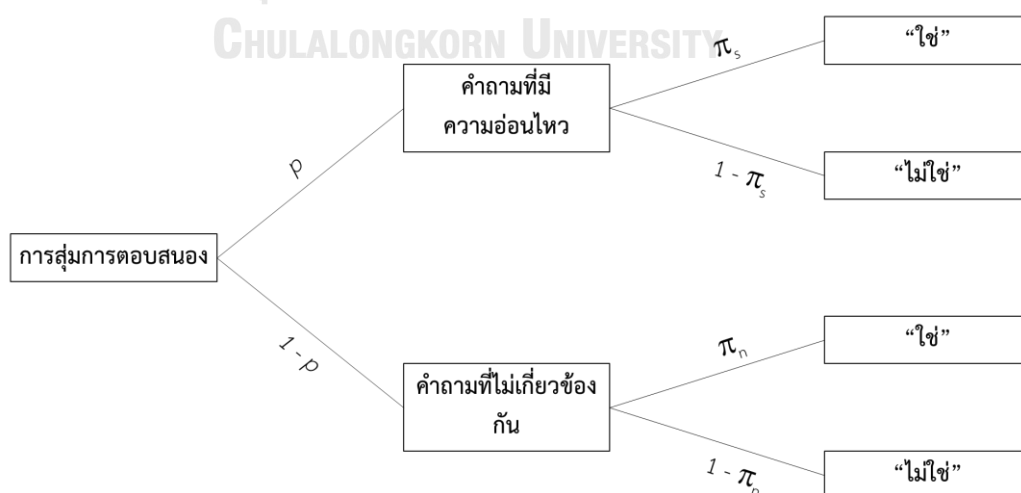 CHULALONGKORN UNIVERSITY
π_s
“ใช่”
คำถามที่มี
ความอ่อนไหว
p
1 - π_s
“ไม่ใช่”
การสุ่มการตอบสนอง
1 - p
π_n
“ใช่”
คำถามที่ไม่เกี่ยวข้อง
กัน
1 - π_n
“ไม่ใช่”